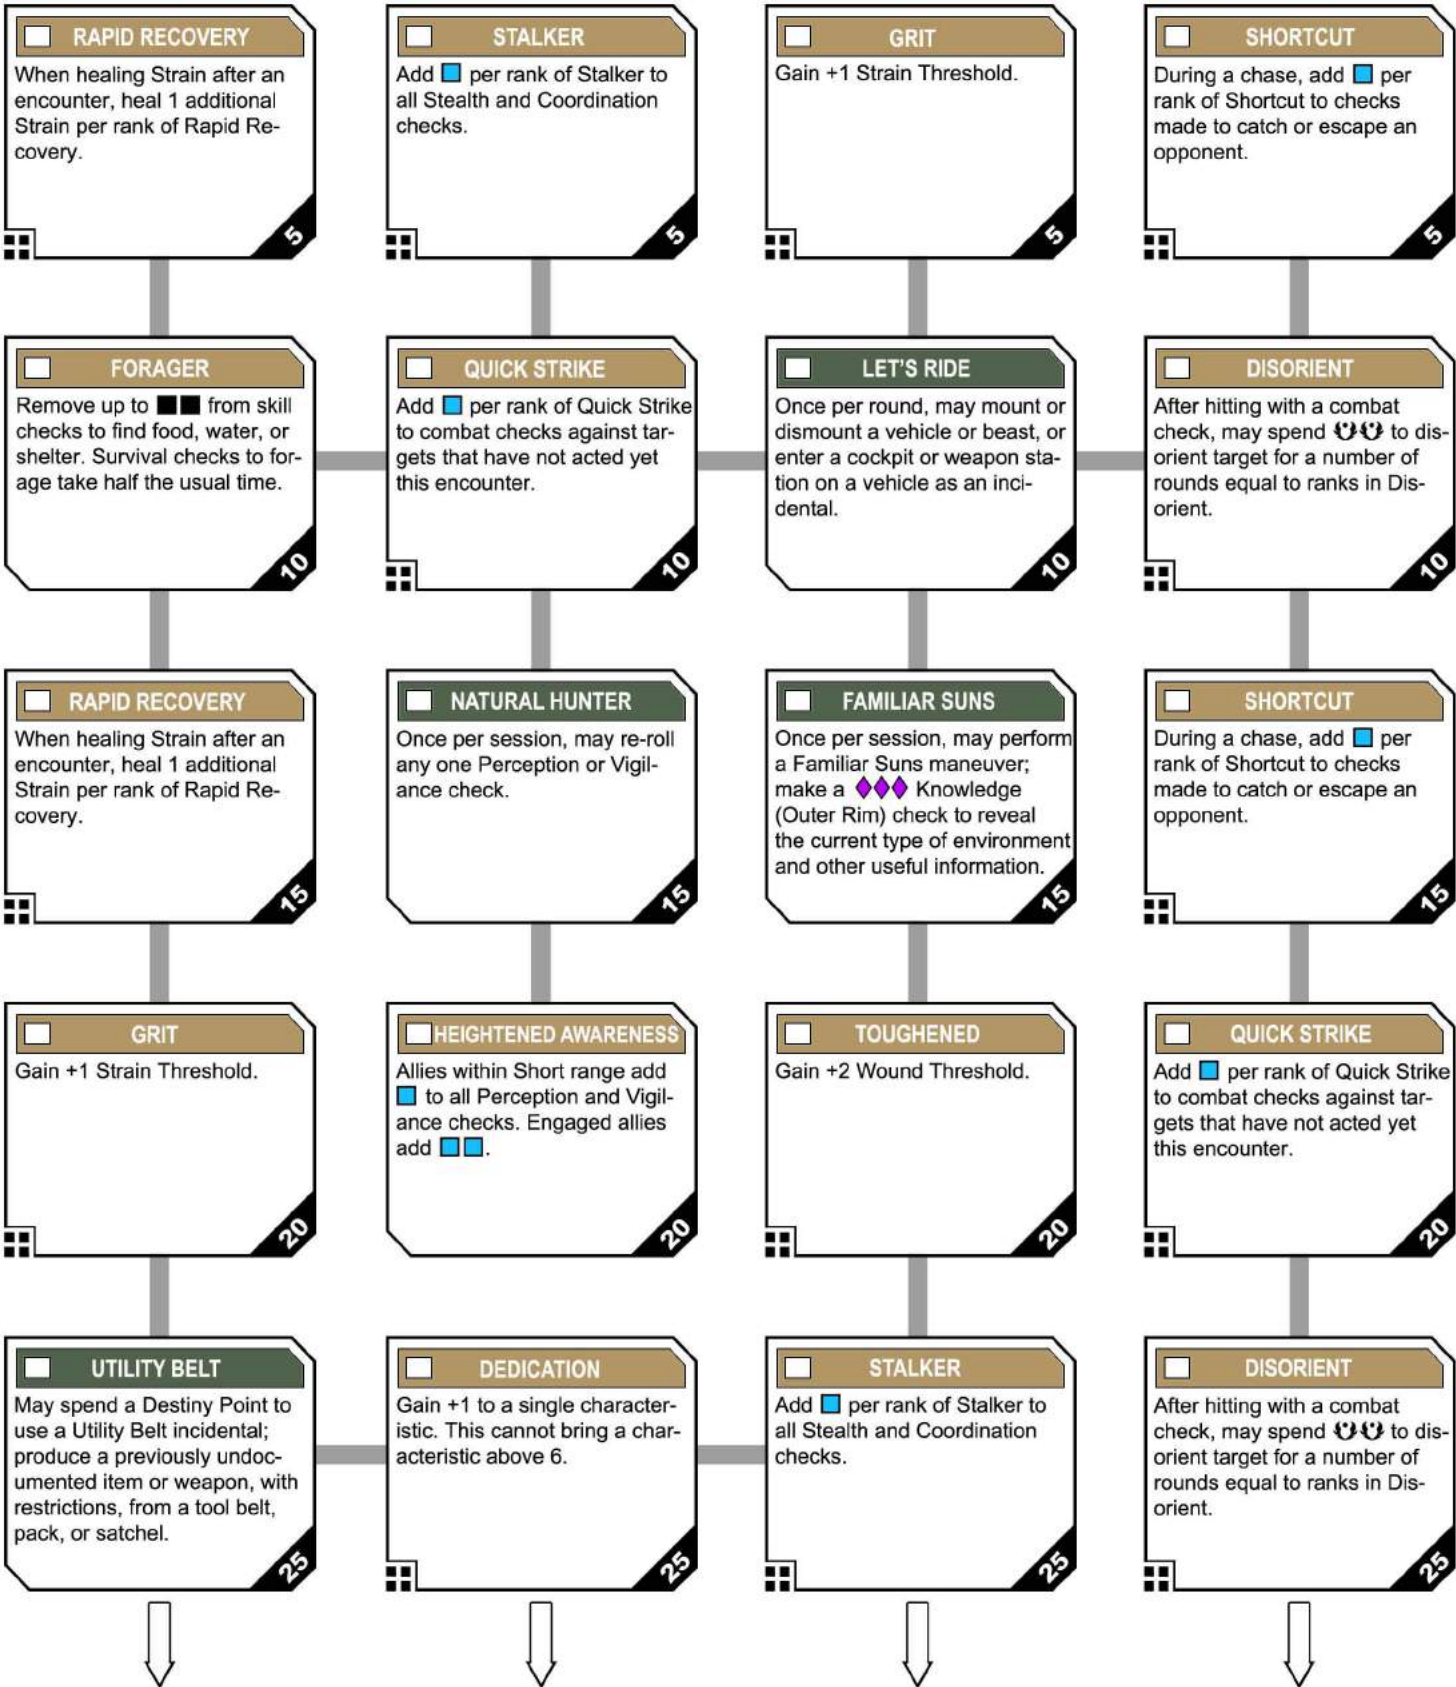 RAPID RECOVERY
When healing Strain after an
encounter, heal 1 additional
Strain per rank of Rapid Re-
covery.
5
STALKER
Add per rank of Stalker to
all Stealth and Coordination
checks.
5
GRIT
Gain +1 Strain Threshold.
5
SHORTCUT
During a chase, add per
rank of Shortcut to checks
made to catch or escape an
opponent.
5
FORAGER
Remove up to from skill
checks to find food, water, or
shelter. Survival checks to for-
age take half the usual time.
10
QUICK STRIKE
Add per rank of Quick Strike
to combat checks against tar-
gets that have not acted yet
this encounter.
10
LET'S RIDE
Once per round, may mount or
dismount a vehicle or beast, or
enter a cockpit or weapon sta-
tion on a vehicle as an inci-
dental.
10
DISORIENT
After hitting with a combat
check, may spend to dis-
orient target for a number of
rounds equal to ranks in Dis-
orient.
10
RAPID RECOVERY
When healing Strain after an
encounter, heal 1 additional
Strain per rank of Rapid Re-
covery.
15
NATURAL HUNTER
Once per session, may re-roll
any one Perception or Vigil-
ance check.
15
FAMILIAR SUNS
Once per session, may perform
a Familiar Suns maneuver;
make a Knowledge
(Outer Rim) check to reveal
the current type of environment
and other useful information.
15
SHORTCUT
During a chase, add per
rank of Shortcut to checks
made to catch or escape an
opponent.
15
GRIT
Gain +1 Strain Threshold.
20
HEIGHTENED AWARENESS
Allies within Short range add
to all Perception and Vigil-
ance checks. Engaged allies
add .
20
TOUGHENED
Gain +2 Wound Threshold.
20
QUICK STRIKE
Add per rank of Quick Strike
to combat checks against tar-
gets that have not acted yet
this encounter.
20
UTILITY BELT
May spend a Destiny Point to
use a Utility Belt incidental;
produce a previously undoc-
umented item or weapon, with
restrictions, from a tool belt,
pack, or satchel.
25
DEDICATION
Gain +1 to a single character-
istic. This cannot bring a char-
acteristic above 6.
25
STALKER
Add per rank of Stalker to
all Stealth and Coordination
checks.
25
DISORIENT
After hitting with a combat
check, may spend to dis-
orient target for a number of
rounds equal to ranks in Dis-
orient.
25